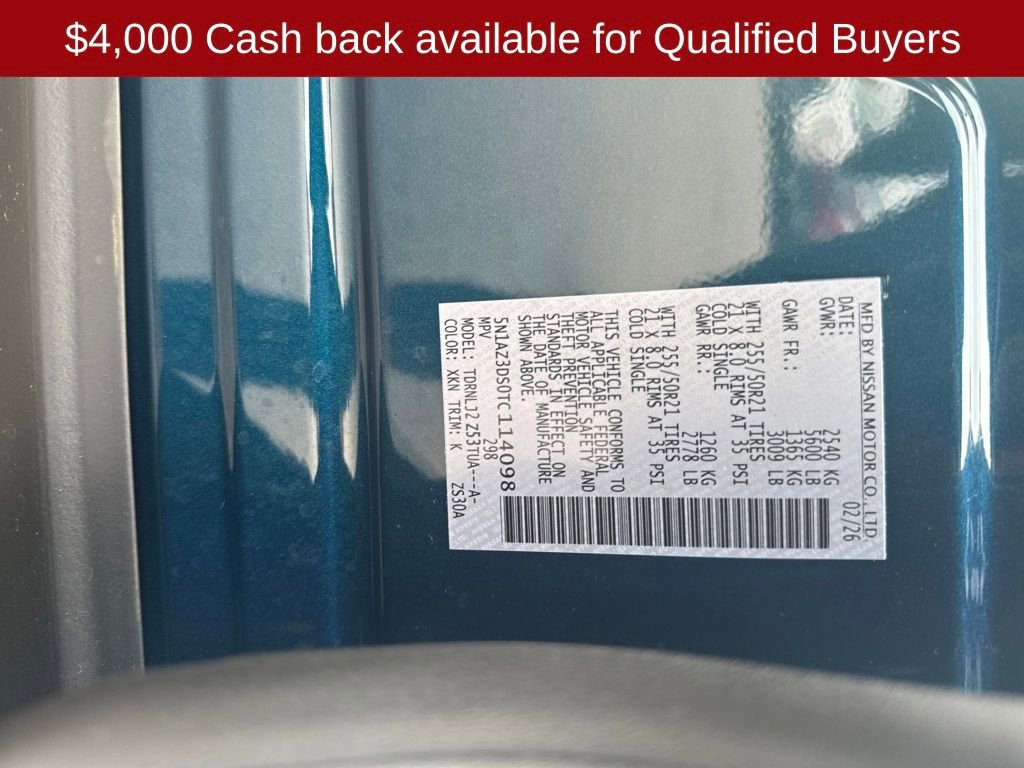 $4,000 Cash back available for Qualified Buyers
MFD BY NISSAN MOTOR CO., LTD
DATE: 02/26
GVWR: 2540 KG
5600 LB
GAWR FR.: 1365 KG
3009 LB
WITH 255/50R21 TIRES
21 X 8.0 RIMS AT 35 PSI
COLD SINGLE
GAWR RR.: 1260 KG
2778 LB
WITH 255/50R21 TIRES
21 X 8.0 RIMS AT 35 PSI
COLD SINGLE
THIS VEHICLE CONFORMS TO
ALL APPLICABLE FEDERAL
MOTOR VEHICLE SAFETY AND
THEFT PREVENTION
STANDARDS IN EFFECT ON
THE DATE OF MANUFACTURE
SHOWN ABOVE.
5N1AZ3DS0TC114098
MPV 298
MODEL: TDRNLJ2 Z53TUA---A-
COLOR: XKN TRIM: K ZS30A